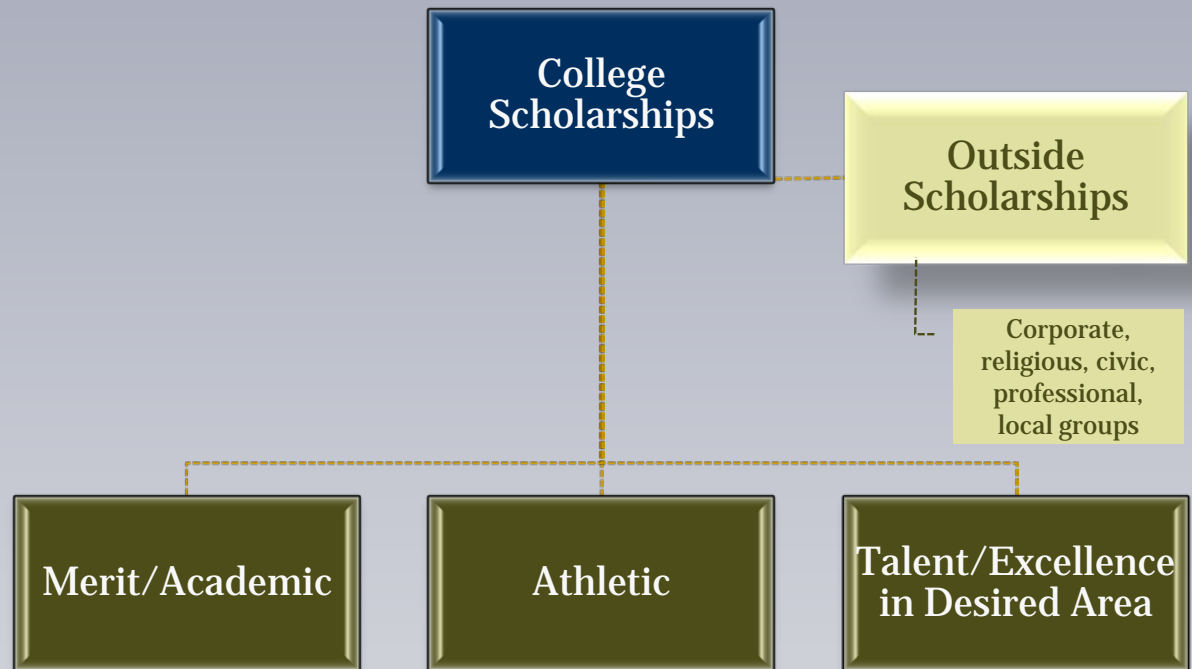 College
Scholarships
Outside
Scholarships
Corporate,
religious, civic,
professional,
local groups
Merit/Academic
Athletic
Talent/Excellence
in Desired Area